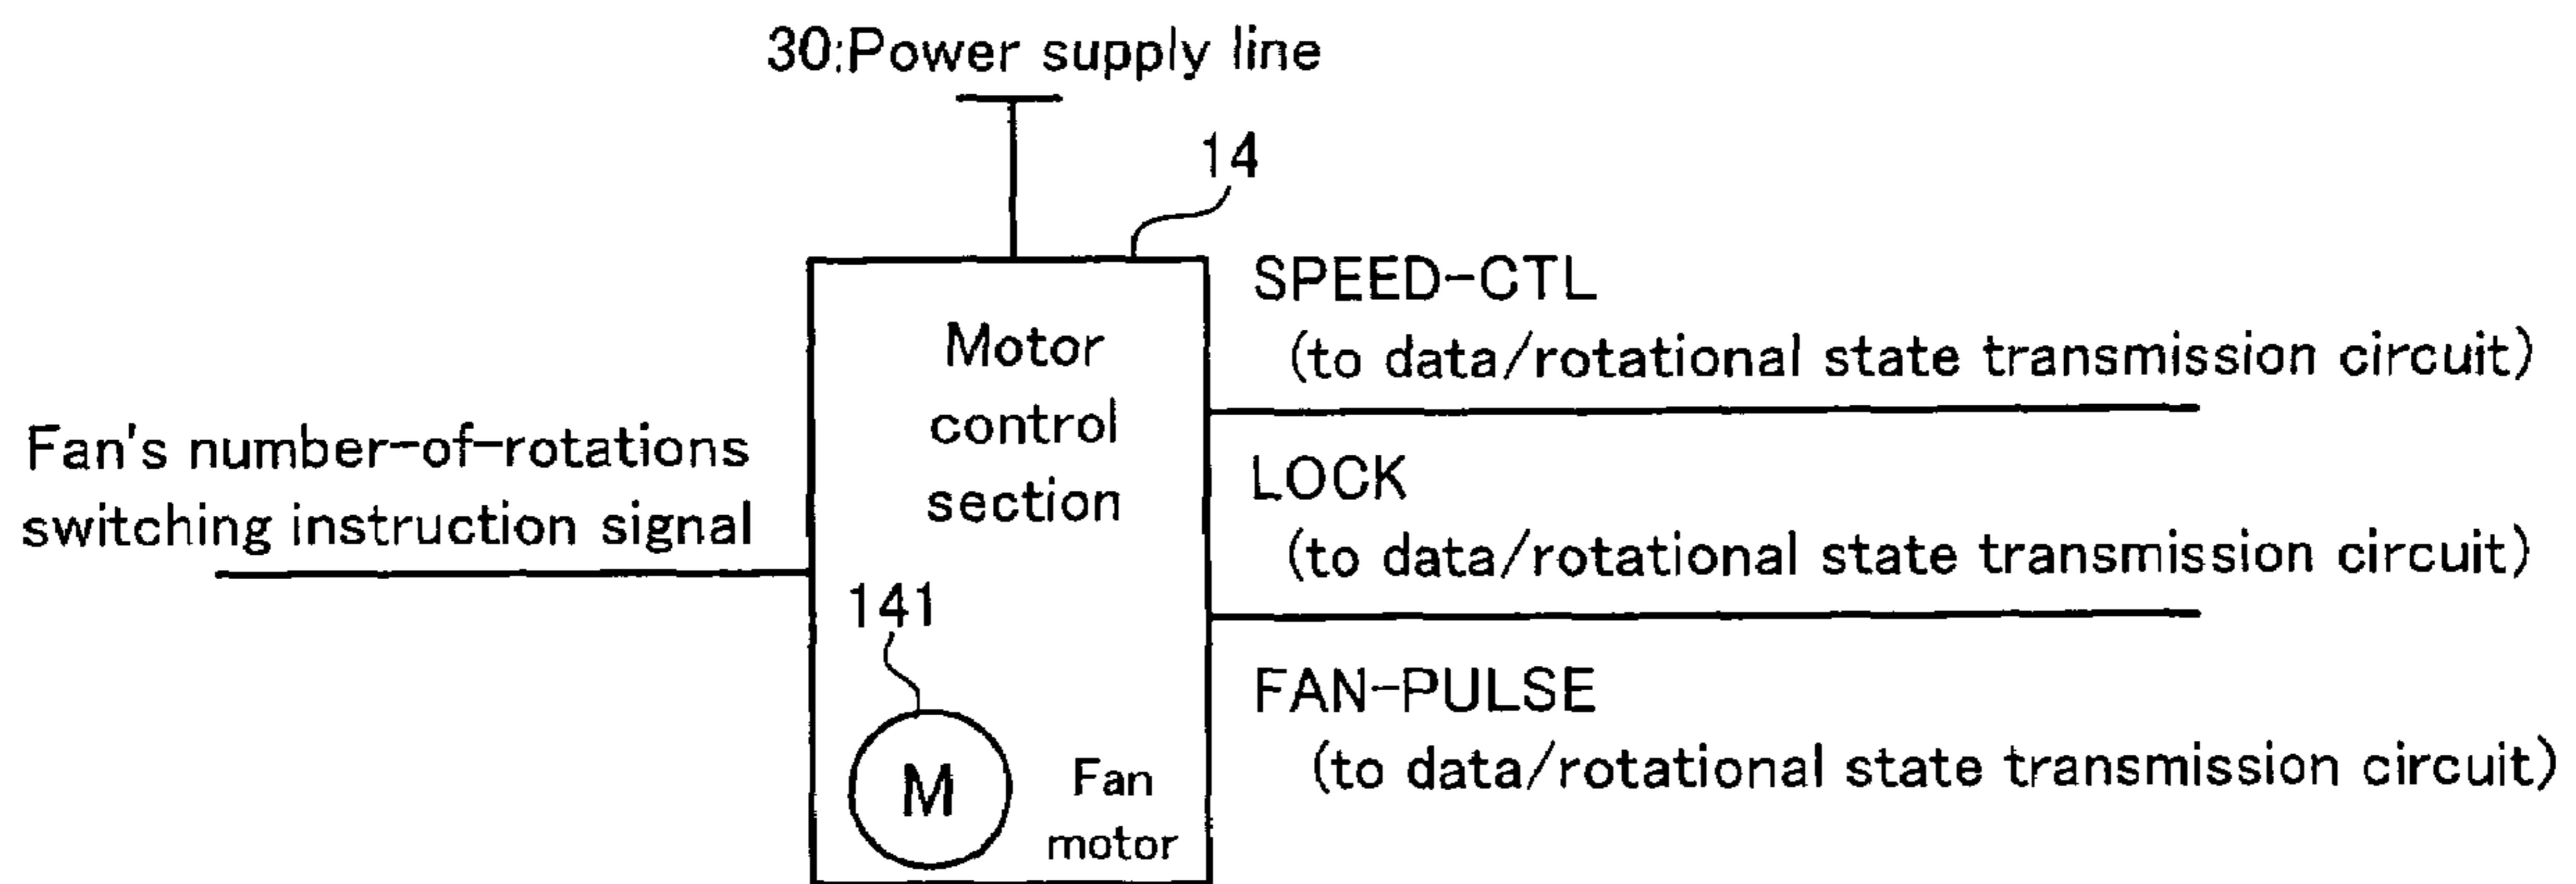 30:Power supply line
14
SPEED-CTL
(to data/rotational state transmission circuit)
Motor
control
section
Fan's number-of-rotations
switching instruction signal
LOCK
(to data/rotational state transmission circuit)
141
FAN-PULSE
(to data/rotational state transmission circuit)
M
Fan
motor